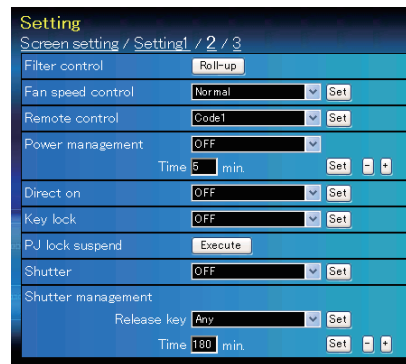 Setting
Screen setting / Setting1 / 2 / 3
Filter control Roll-up
Fan speed control Normal Set
Remote control Code1 Set
Power management OFF
Time 5 min. Set - +
Direct on OFF Set
Key lock OFF Set
PJ lock suspend Execute
Shutter OFF Set
Shutter management
Release key Any Set
Time 180 min. Set - +